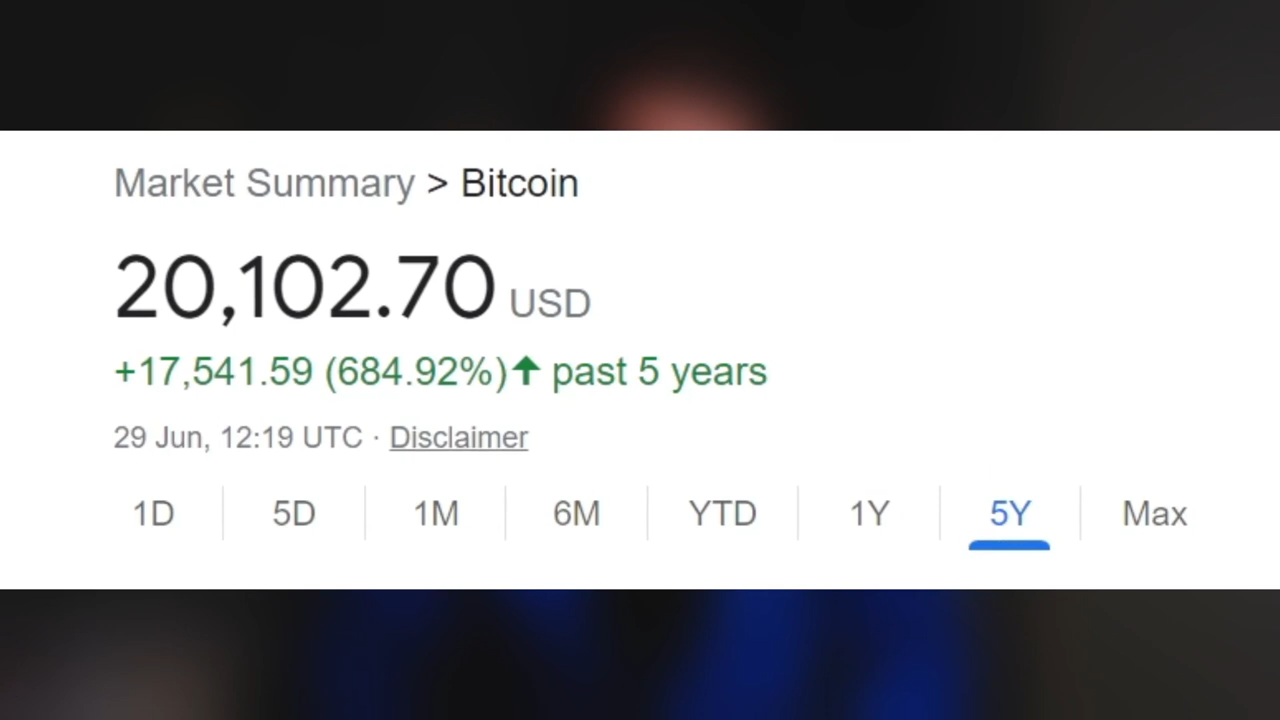 Market Summary > Bitcoin
20,102.70 USD
+17,541.59 (684.92%)↑ past 5 years
29 Jun, 12:19 UTC · Disclaimer
1D 5D 1M 6M YTD 1Y 5Y Max